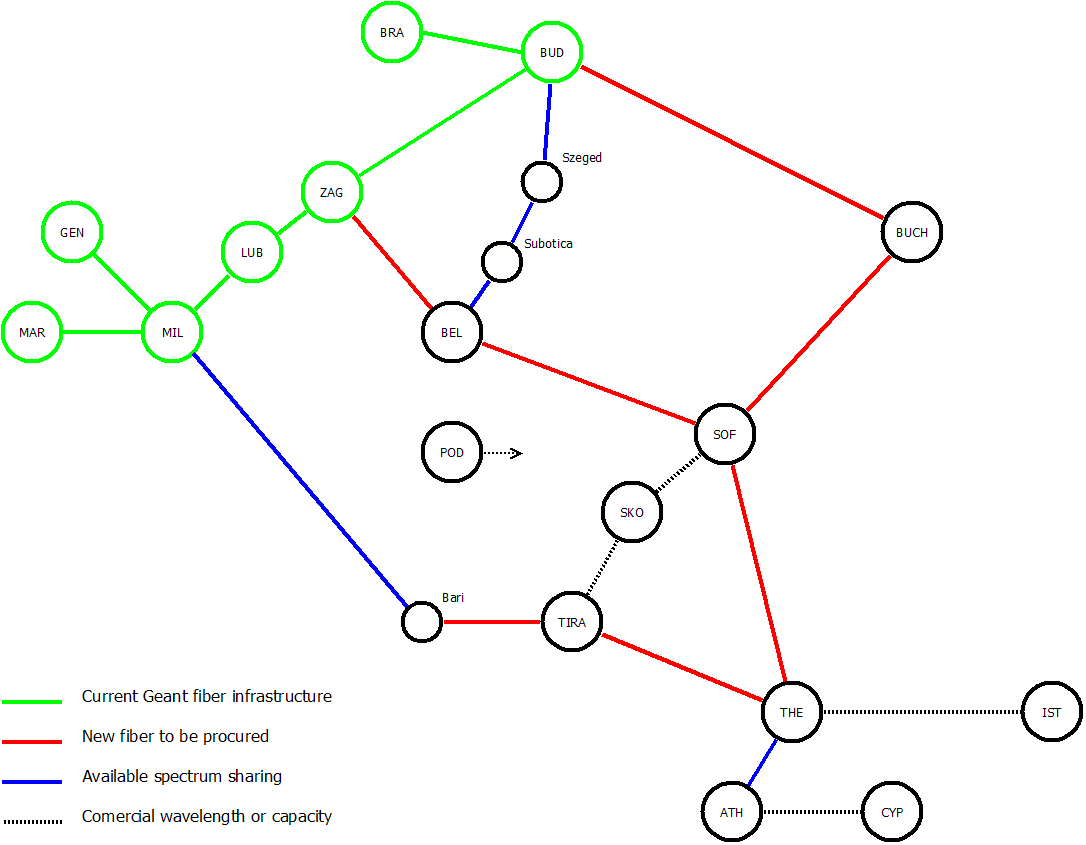 BRA
BUD
Szeged
ZAG
GEN
LUB
Subotica
BUCH
MAR
MIL
BEL
SOF
POD
SKO
Bari
TIRA
Current Geant fiber infrastructure
THE
IST
New fiber to be procured
Available spectrum sharing
Comercial wavelength or capacity
ATH
CYP